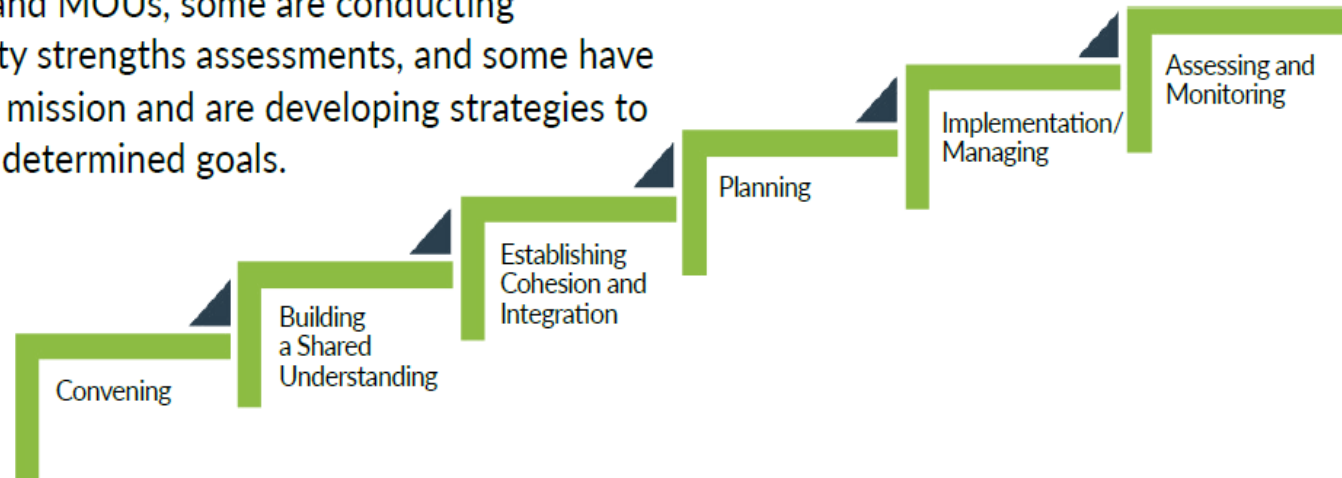 and MOUs, some are conducting
ty strengths assessments, and some have
mission and are developing strategies to
determined goals.
Convening
Building
a Shared
Understanding
Establishing
Cohesion and
Integration
Planning
Implementation/
Managing
Assessing and
Monitoring